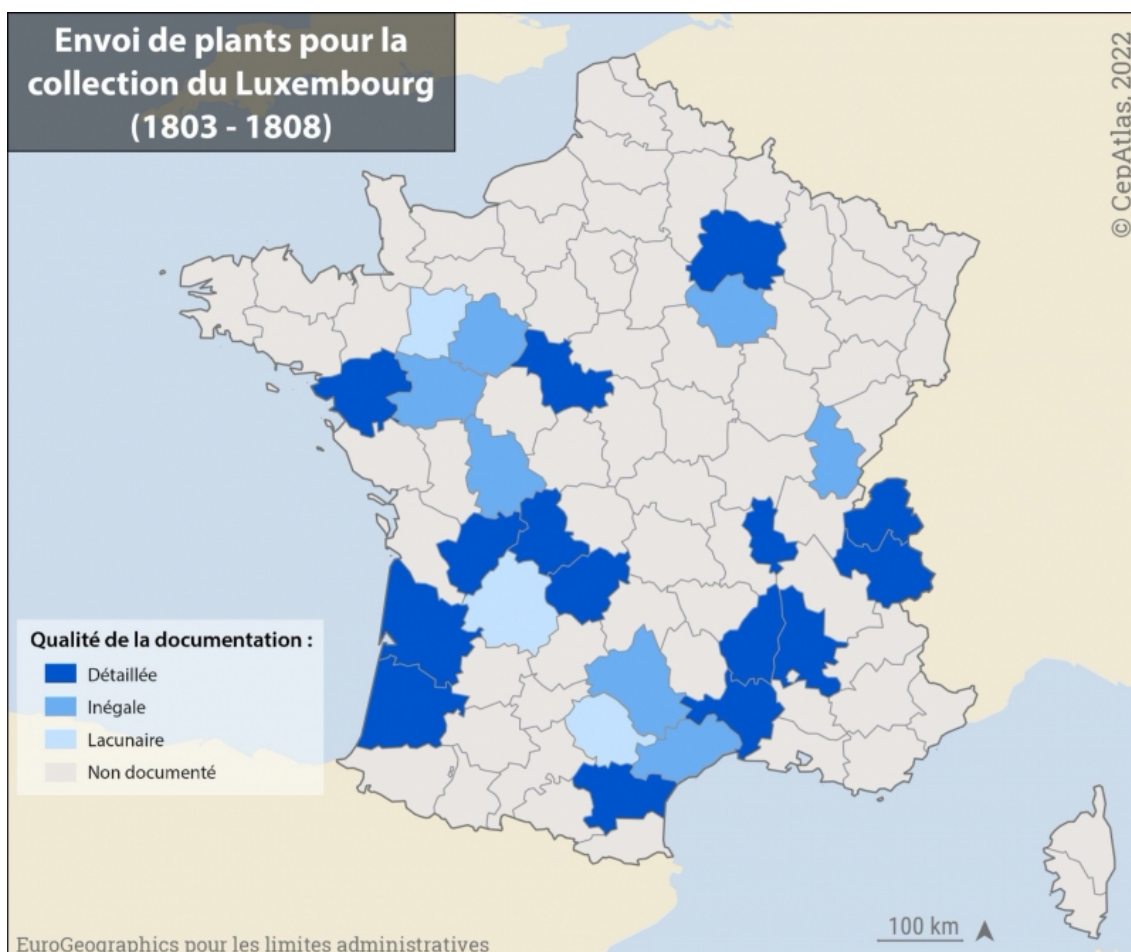 Envoi de plants pour la
collection du Luxembourg
(1803 - 1808)
© CepAtlas, 2022
Qualité de la documentation :
Détaillée
Inégale
Lacunaire
Non documenté
100 km
EuroGeographics pour les limites administratives